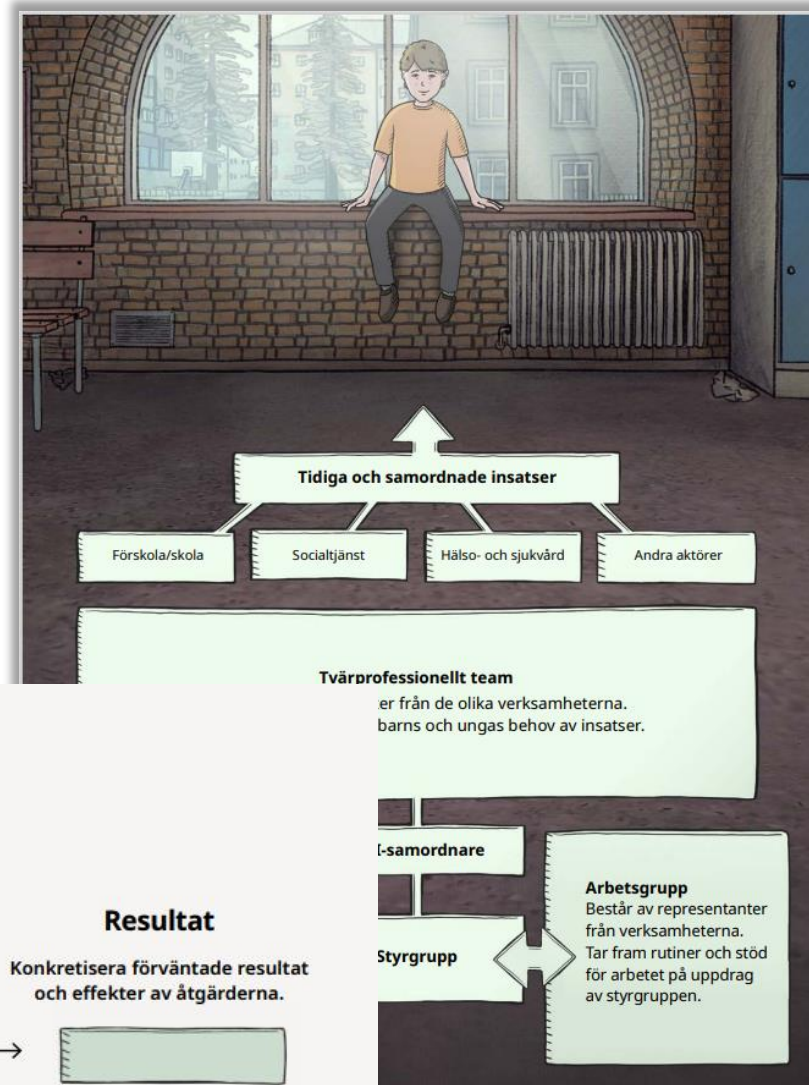 Tidiga och samordnade insatser
Förskola/skola
Socialtjänst
Hälso- och sjukvård
Andra aktörer
Tvärprofessionellt team
från de olika verksamheterna.
barns och ungas behov av insatser.
I-samordnare
Styrgrupp
Arbetsgrupp
Består av representanter
från verksamheterna.
Tar fram rutiner och stöd
för arbetet på uppdrag
av styrgruppen.
Resultat
Konkretisera förväntade resultat
och effekter av åtgärderna.
→